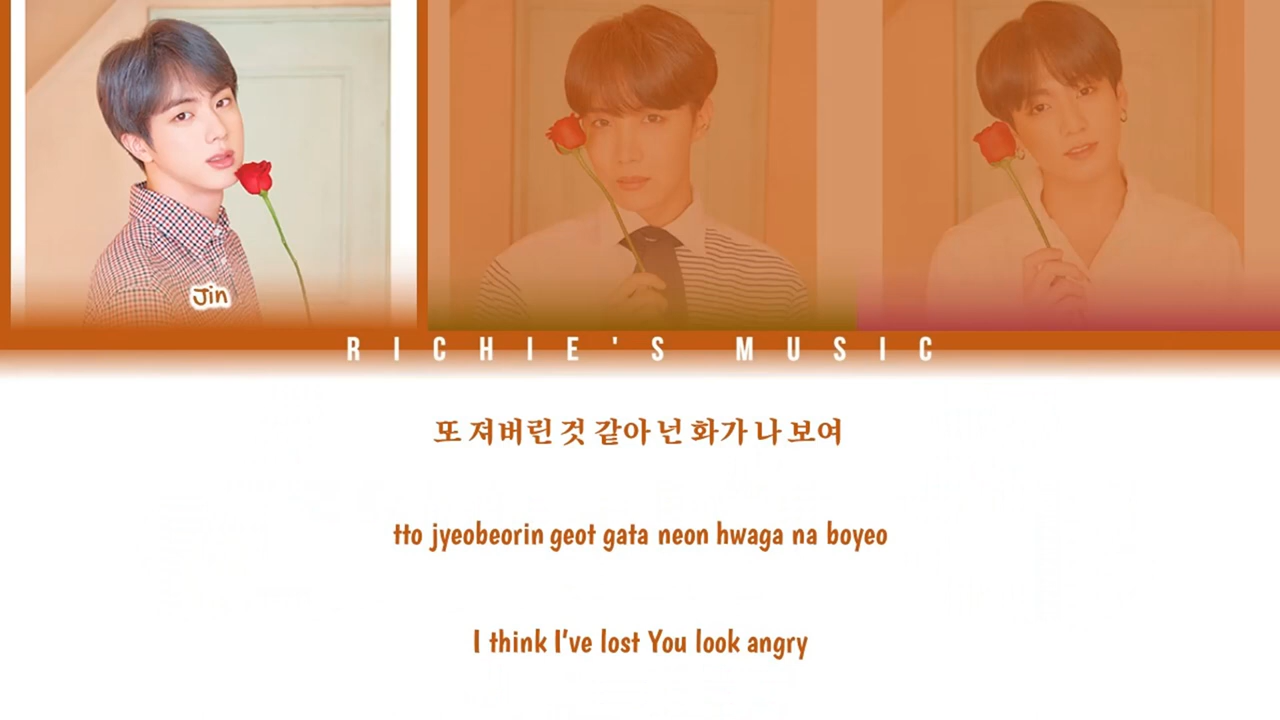 Jin
RICHIE'S MUSIC
또 져버린 것 같아 넌 화가 나 보여
tto jyeobeorin geot gata neon hwaga na boyeo
I think I've lost You look angry